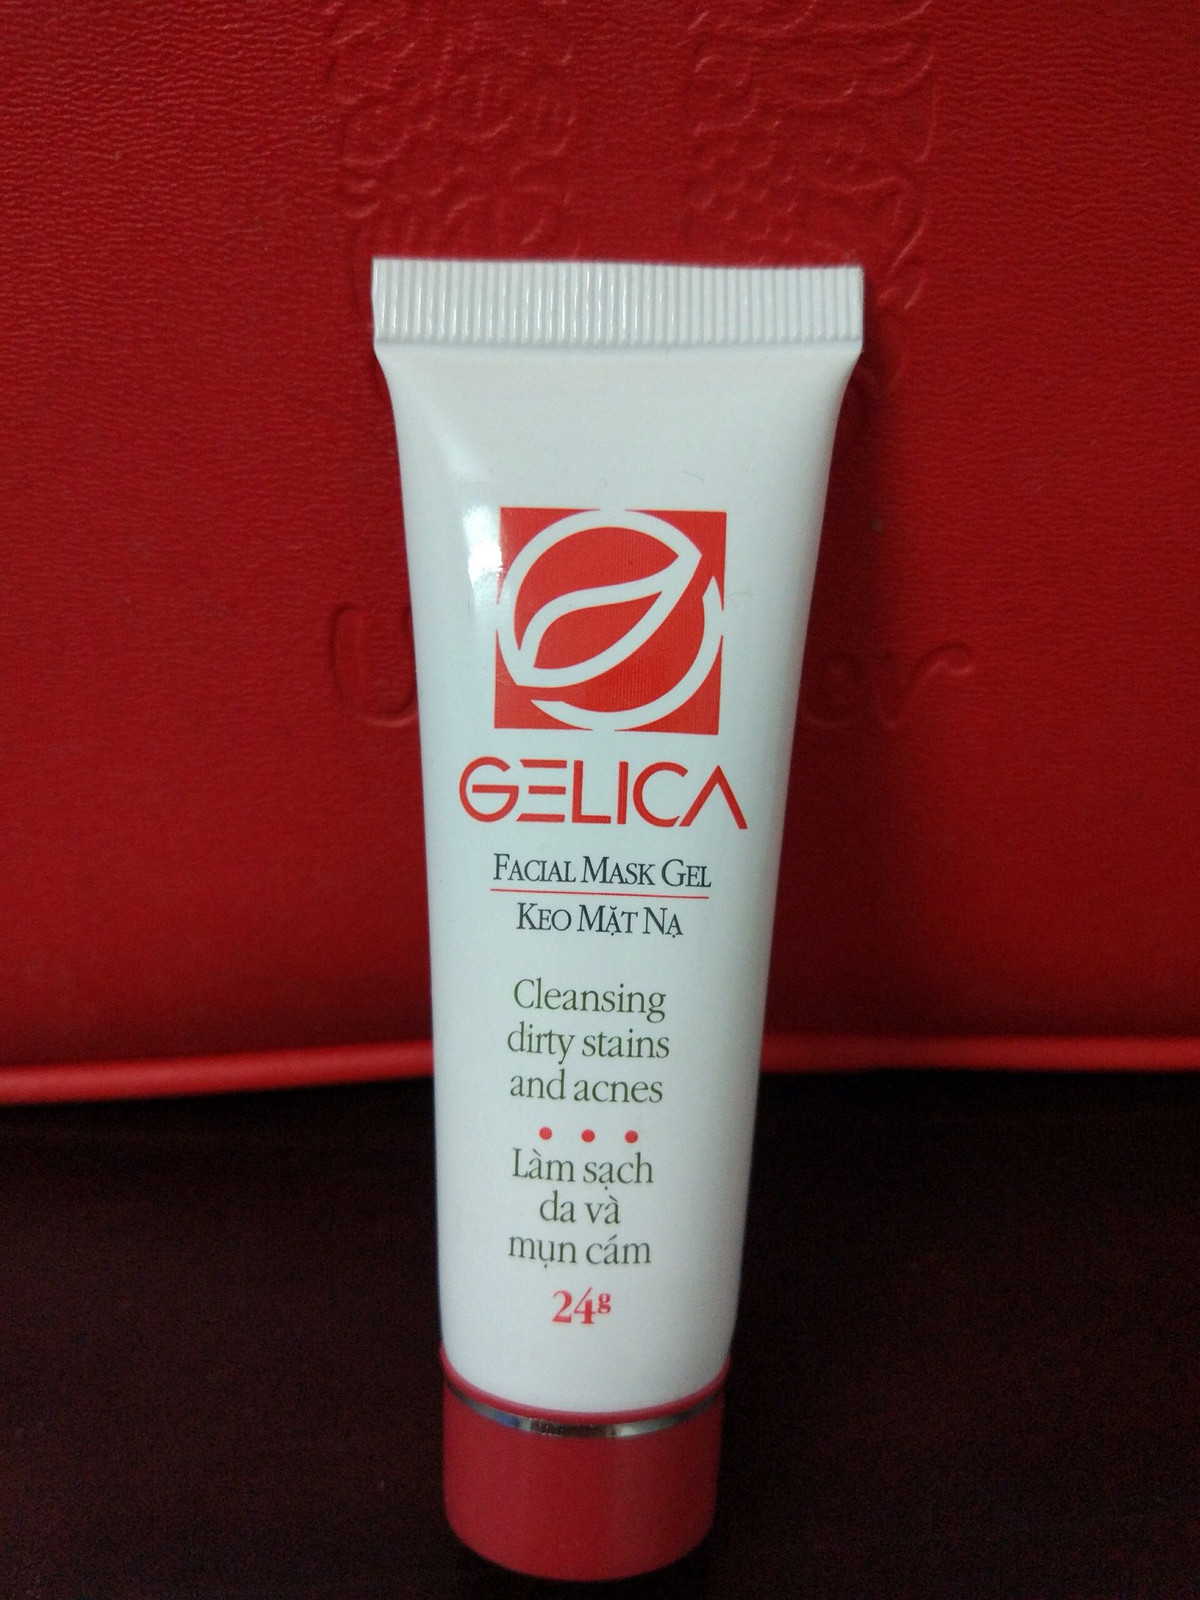 GELICA
FACIAL MASK GEL
KEO MẶT NẠ
Cleansing
dirty stains
and acnes
Làm sạch
da và
mụn cám
24g